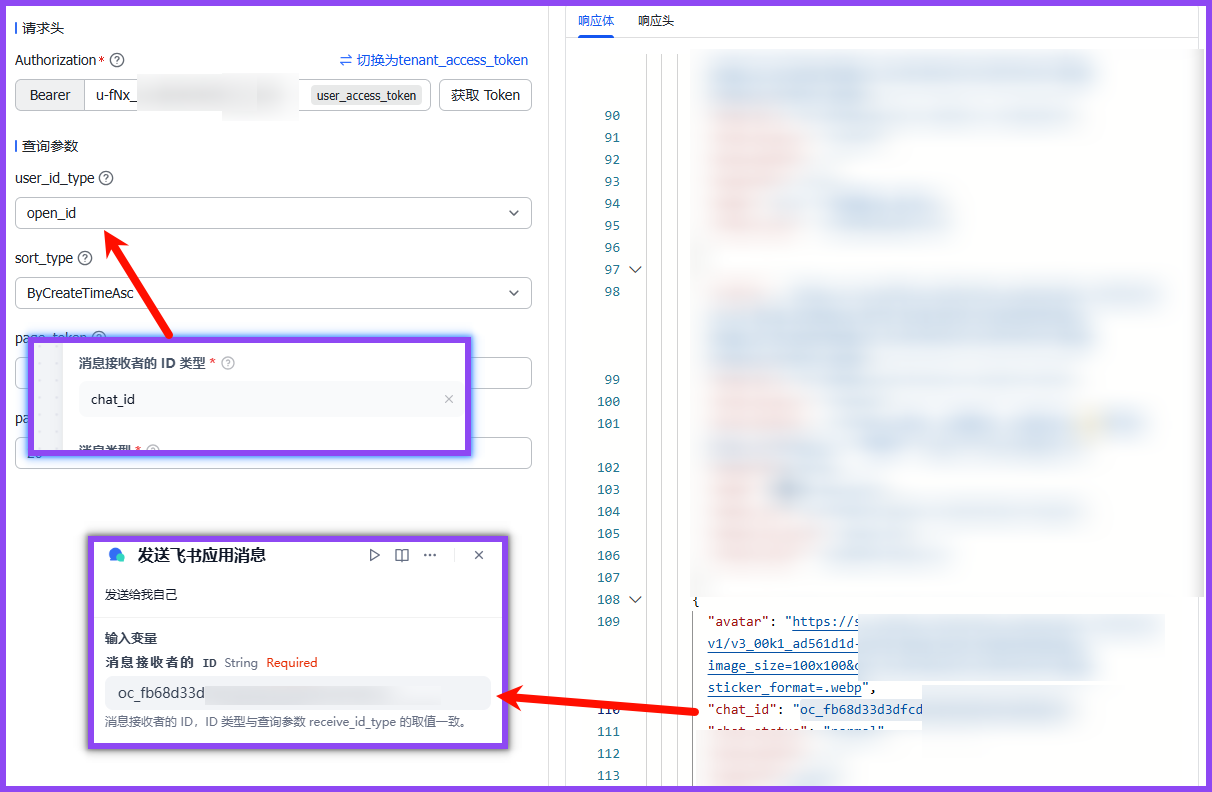 请求头
Authorization*
切换为tenant_access_token
Bearer
u-fNx_
user_access_token
获取 Token
查询参数
user_id_type
open_id
sort_type
ByCreateTimeAsc
消息接收者的 ID 类型 *
chat_id
消息类型 *
发送飞书应用消息
发送给我自己
输入变量
消息接收者的 ID String Required
oc_fb68d33d
消息接收者的 ID，ID 类型与查询参数 receive_id_type 的取值一致。
响应体
响应头
90
91
92
93
94
95
96
97
98
99
100
101
102
103
104
105
106
107
108 {
109 "avatar": "https://s
v1/v3_00k1_ad561d1d-
image_size=100x100&
sticker_format=.webp",
110 "chat_id": "oc_fb68d33d3dfcd
111 "chat_status": "normal"
112
113